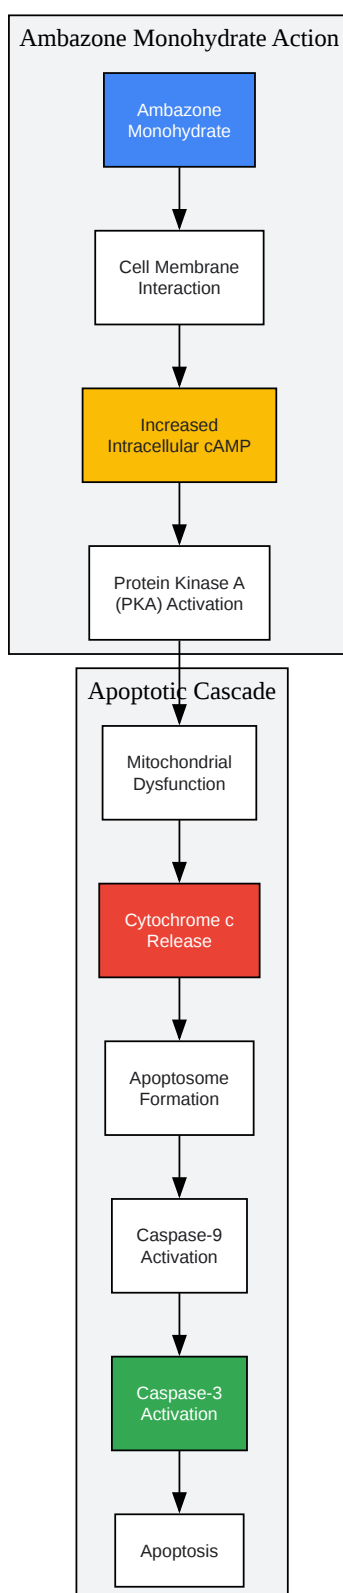 Ambazone Monohydrate Action
Ambazone
Monohydrate
Cell Membrane
Interaction
Increased
Intracellular cAMP
Protein Kinase A
(PKA) Activation
Apoptotic Cascade
Mitochondrial
Dysfunction
Cytochrome c
Release
Apoptosome
Formation
Caspase-9
Activation
Caspase-3
Activation
Apoptosis